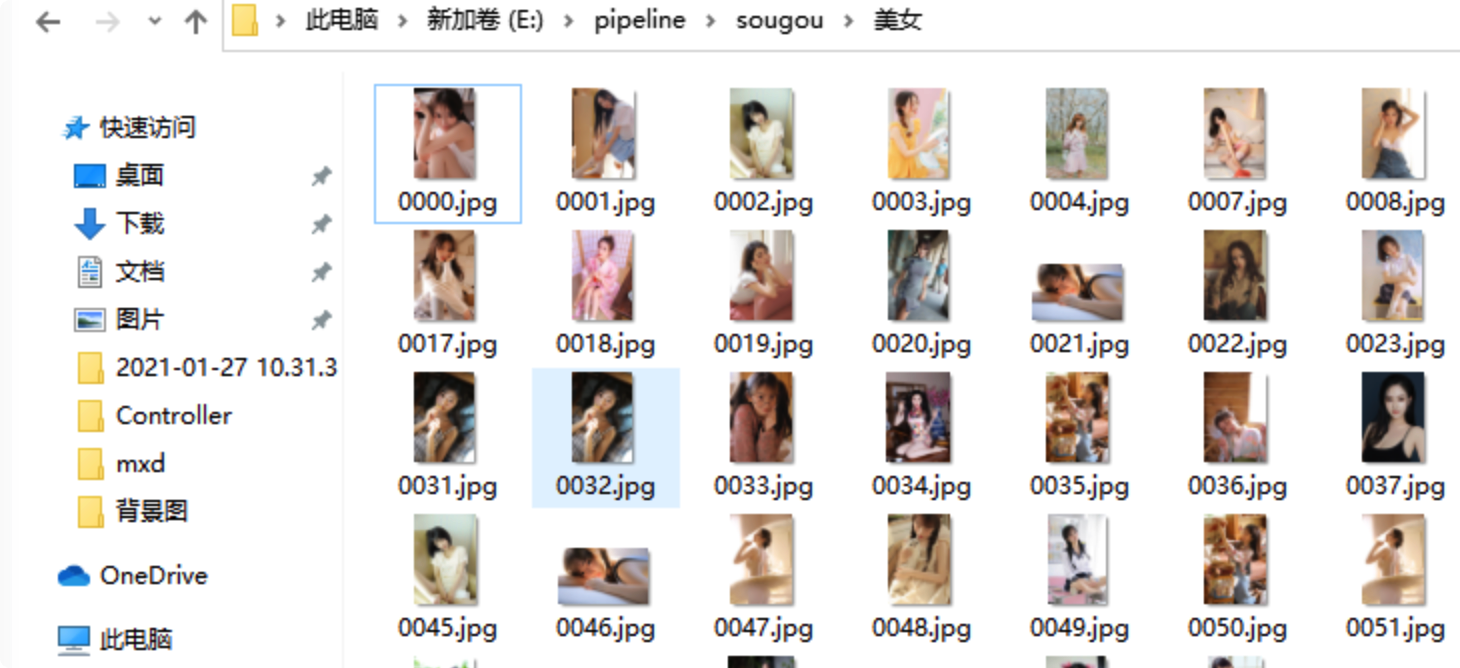 此电脑 > 新加卷 (E:) > pipeline > sougou > 美女
快速访问
桌面
下载
文档
图片
2021-01-27 10.31.3
Controller
mxd
背景图
OneDrive
此电脑
0000.jpg 0001.jpg 0002.jpg 0003.jpg 0004.jpg 0007.jpg 0008.jpg
0017.jpg 0018.jpg 0019.jpg 0020.jpg 0021.jpg 0022.jpg 0023.jpg
0031.jpg 0032.jpg 0033.jpg 0034.jpg 0035.jpg 0036.jpg 0037.jpg
0045.jpg 0046.jpg 0047.jpg 0048.jpg 0049.jpg 0050.jpg 0051.jpg